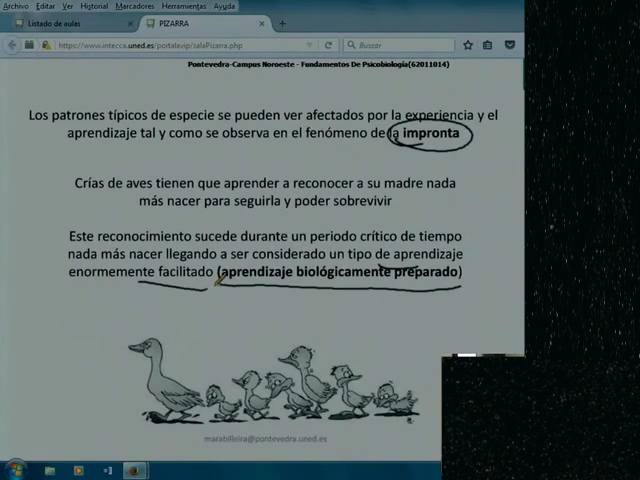 Archivo Editar Ver Historial Marcadores Herramientas Ayuda
Listado de aulas
PIZARRA
https://www.intecca.uned.es/portalavip/salaPizarra.php
Buscar
Pontevedra-Campus Noroeste - Fundamentos De Psicobiología(62011014)
Los patrones típicos de especie se pueden ver afectados por la experiencia y el
aprendizaje tal y como se observa en el fenómeno de la impronta
Crías de aves tienen que aprender a reconocer a su madre nada
más nacer para seguirla y poder sobrevivir
Este reconocimiento sucede durante un periodo crítico de tiempo
nada más nacer llegando a ser considerado un tipo de aprendizaje
enormemente facilitado (aprendizaje biológicamente preparado)
marabilleira@pontevedra.uned.es